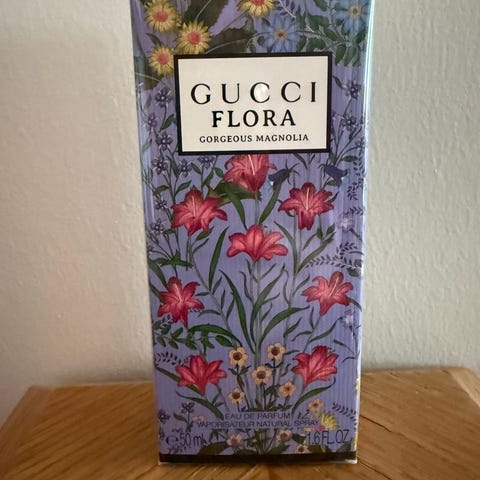 GUCCI
FLORA
GORGEOUS MAGNOLIA
EAU DE PARFUM
VAPORISATEUR NATURAL SPRAY
℮ 50 ml 1.6 FL.OZ.